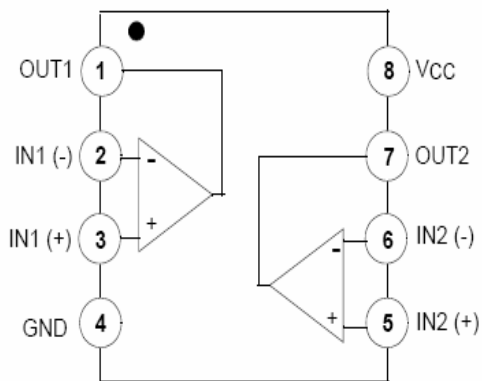 OUT1 1 8 VCC
IN1 (-) 2 - 7 OUT2
IN1 (+) 3 + - 6 IN2 (-)
GND 4 + 5 IN2 (+)